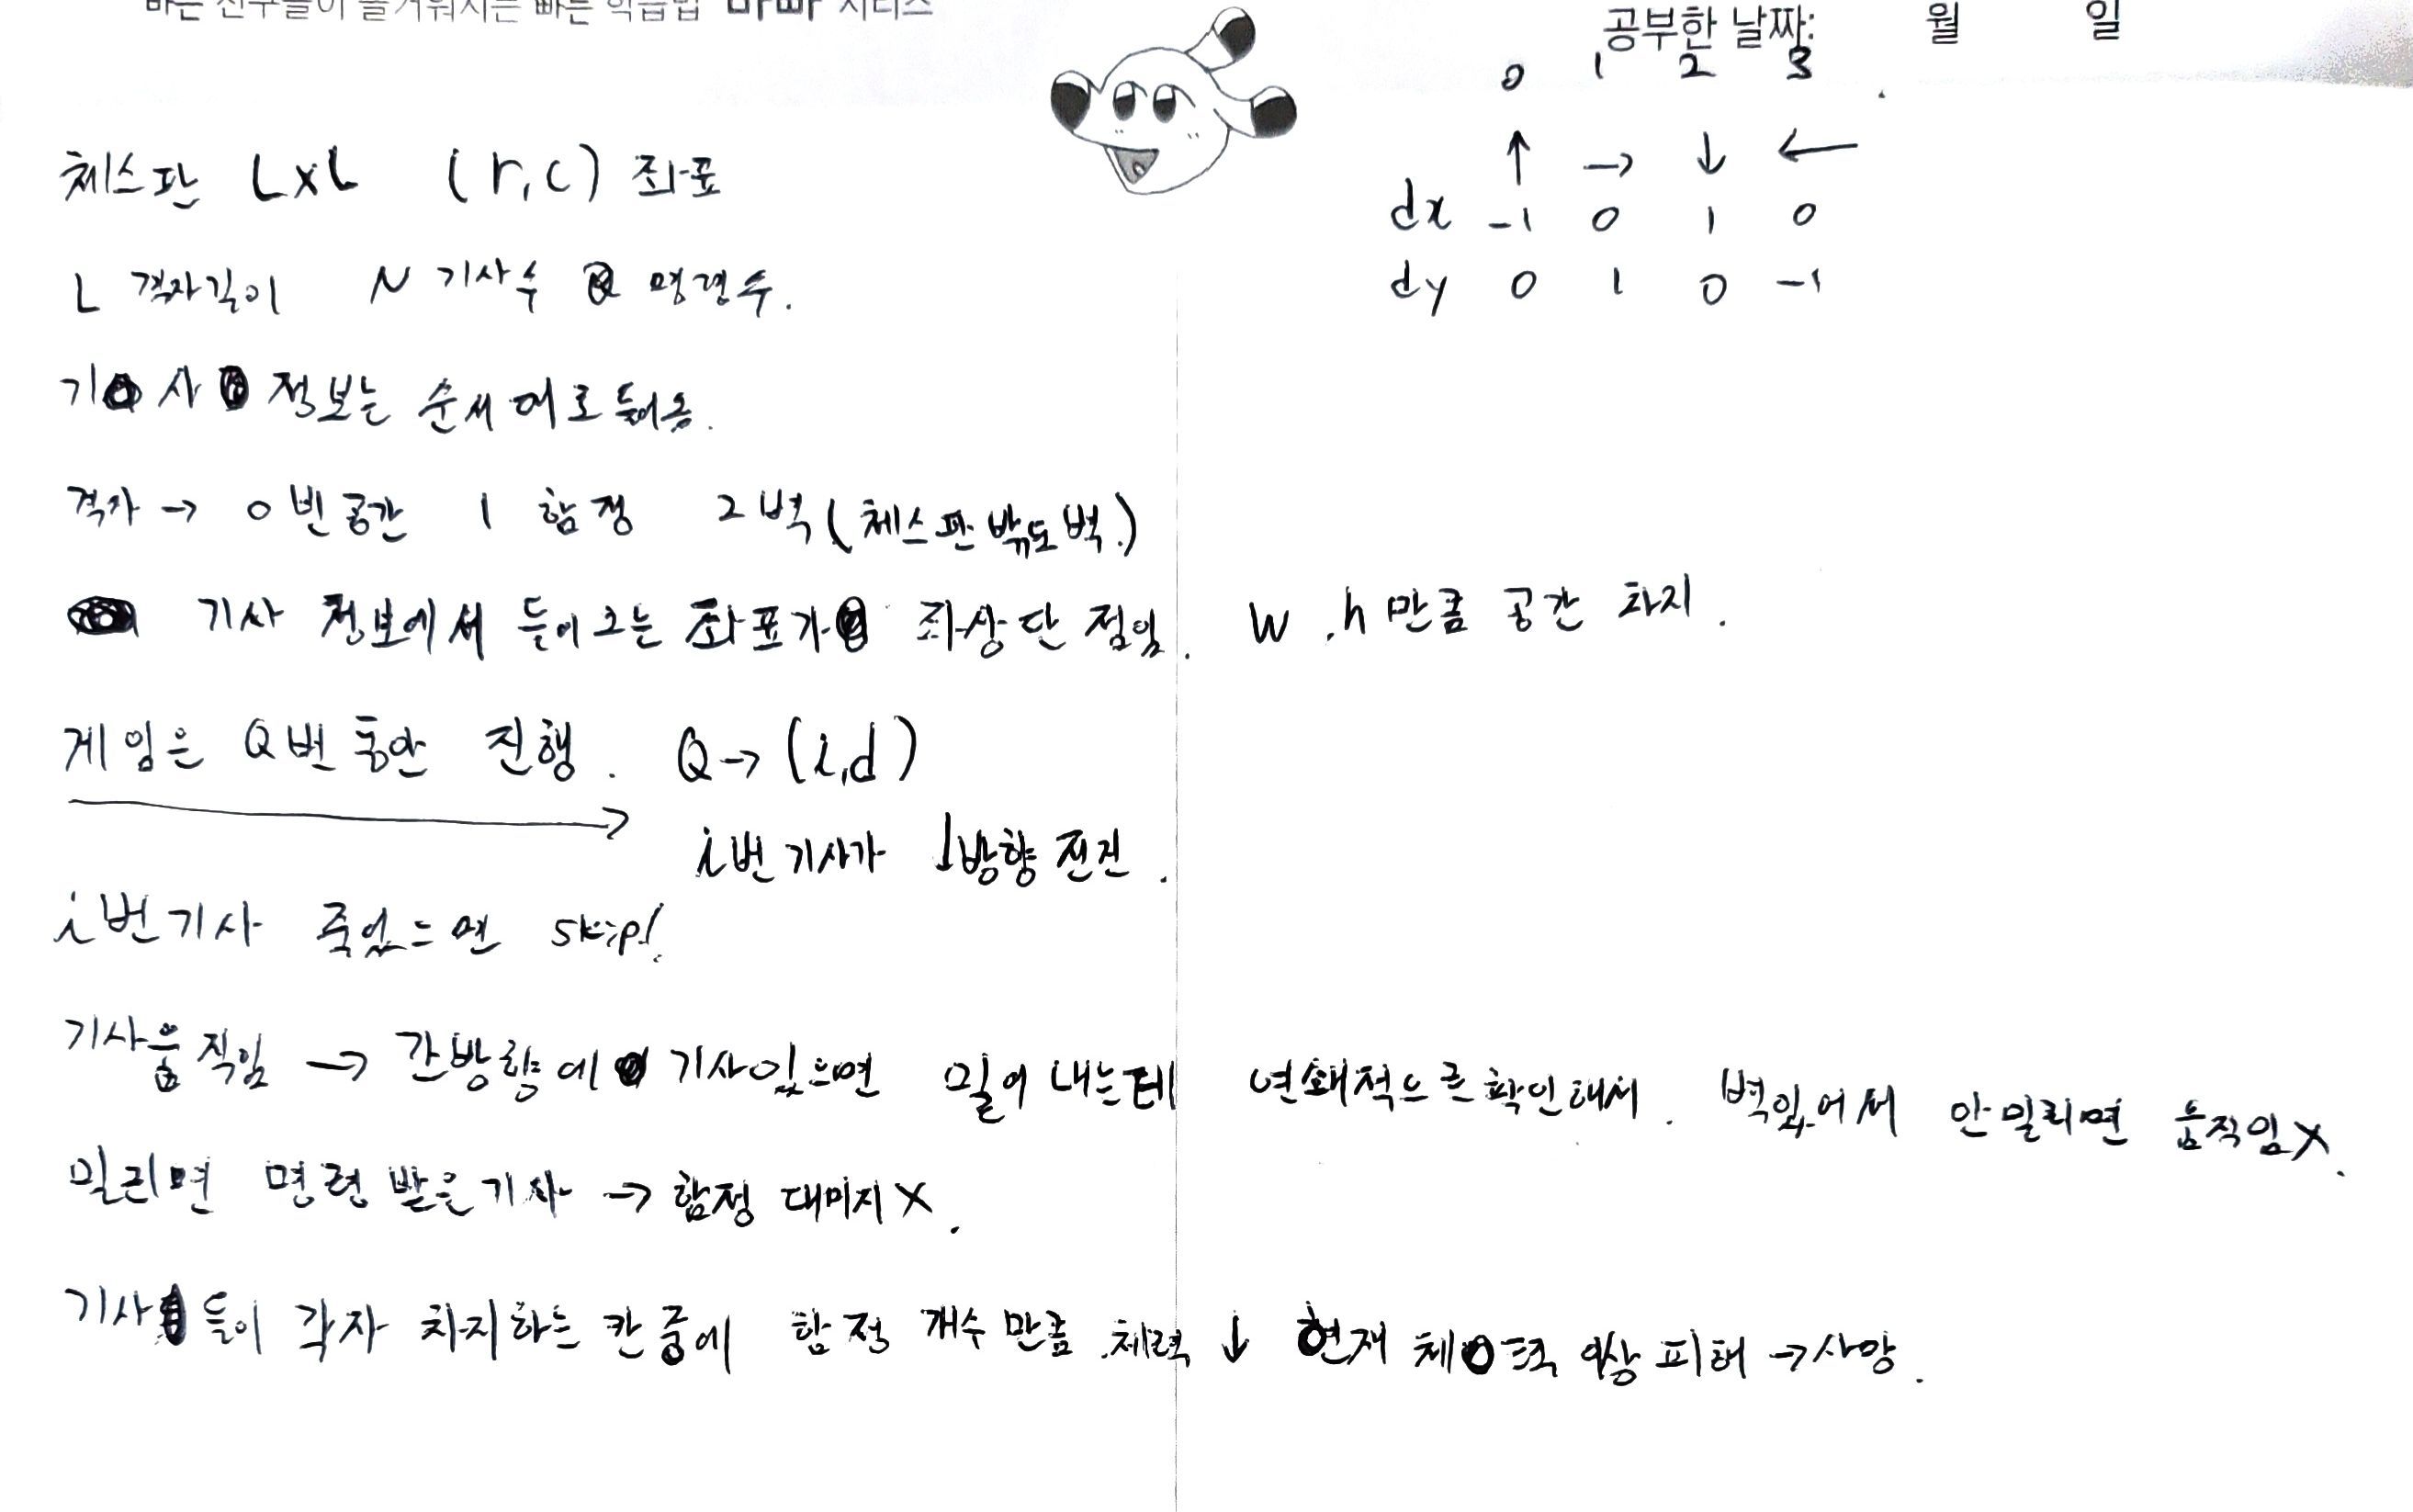 바쁜 친구들이 즐거워지는 빠른 학습법 바빠 시리즈
공부한 날짜: 월 일
0 1 2 3
↑ → ↓ ←
dx -1 0 1 0
dy 0 1 0 -1
체스판 L×L (r,c) 좌표
L 격자길이 N 기사수 Q 명령수.
기사 정보는 순서대로 들어옴.
격자 → 0 빈공간 1 함정 2 벽 (체스판 밖도 벽.)
기사 정보에서 들어오는 좌표가 좌상단 점임. w, h만큼 공간 차지.
게임은 Q번 동안 진행. Q → (i,d)
i번 기사가 d방향 전진.
i번 기사 죽었으면 skip!
기사움직임 → 간방향에 기사있으면 밀어 내는데 연쇄적으로 확인해서. 벽있어서 안밀리면 움직임X.
밀리면 명령 받은기사 → 함정 대미지X.
기사들이 각자 차지하는 칸 중에 함정 개수 만큼 체력 ↓ 현재 체력 이상 피해 → 사망.